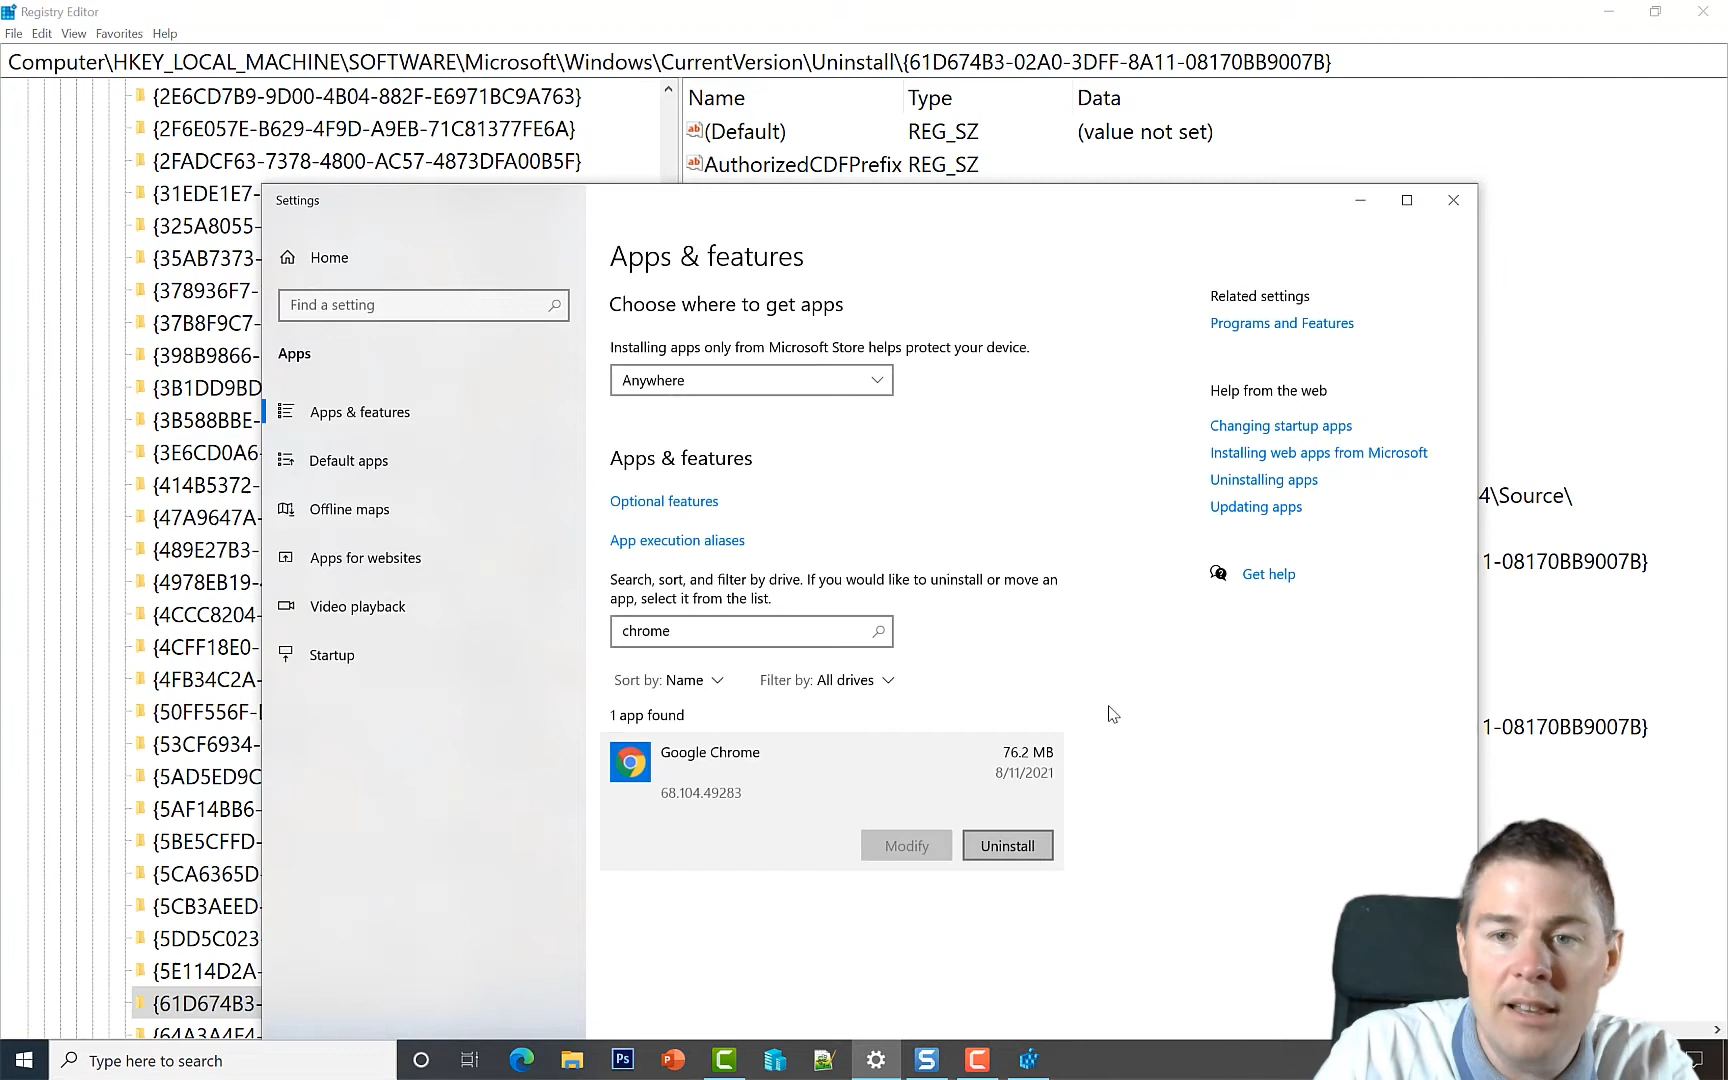 Registry Editor
File Edit View Favorites Help
Computer\HKEY_LOCAL_MACHINE\SOFTWARE\Microsoft\Windows\CurrentVersion\Uninstall\{61D674B3-02A0-3DFF-8A11-08170BB9007B}
{2E6CD7B9-9D00-4B04-882F-E6971BC9A763}
{2F6E057E-B629-4F9D-A9EB-71C81377FE6A}
{2FADCF63-7378-4800-AC57-4873DFA00B5F}
{31EDE1E7-
{325A8055-
{35AB7373-
{378936F7-
{37B8F9C7-
{398B9866-
{3B1DD9BD
{3B588BBE-
{3E6CD0A6-
{414B5372-
{47A9647A-
{489E27B3-
{4978EB19-
{4CCC8204-
{4CFF18E0-
{4FB34C2A-
{50FF556F-
{53CF6934-
{5AD5ED9C
{5AF14BB6-
{5BE5CFFD-
{5CA6365D-
{5CB3AEED-
{5DD5C023
{5E114D2A-
{61D674B3-
{64A3A4F4-
Name Type Data
(Default) REG_SZ (value not set)
AuthorizedCDFPrefix REG_SZ
4\Source\
1-08170BB9007B}
1-08170BB9007B}
Settings
Home
Find a setting
Apps
Apps & features
Default apps
Offline maps
Apps for websites
Video playback
Startup
Apps & features
Choose where to get apps
Installing apps only from Microsoft Store helps protect your device.
Anywhere
Apps & features
Optional features
App execution aliases
Search, sort, and filter by drive. If you would like to uninstall or move an
app, select it from the list.
chrome
Sort by: Name Filter by: All drives
1 app found
Google Chrome 76.2 MB
8/11/2021
68.104.49283
Modify Uninstall
Related settings
Programs and Features
Help from the web
Changing startup apps
Installing web apps from Microsoft
Uninstalling apps
Updating apps
Get help
Type here to search